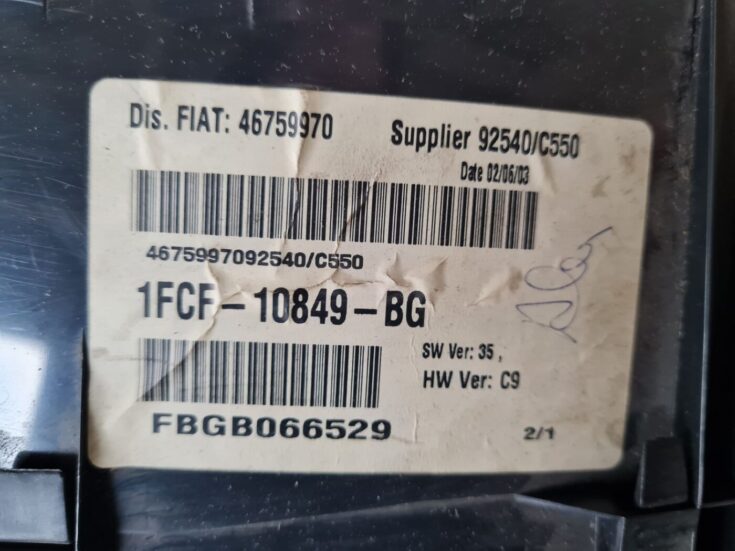 Dis. FIAT: 46759970 Supplier 92540/C550
Date 02/06/03
4675997092540/C550
1FCF-10849-BG
SW Ver: 35,
HW Ver: C9
FBGB066529 2/1